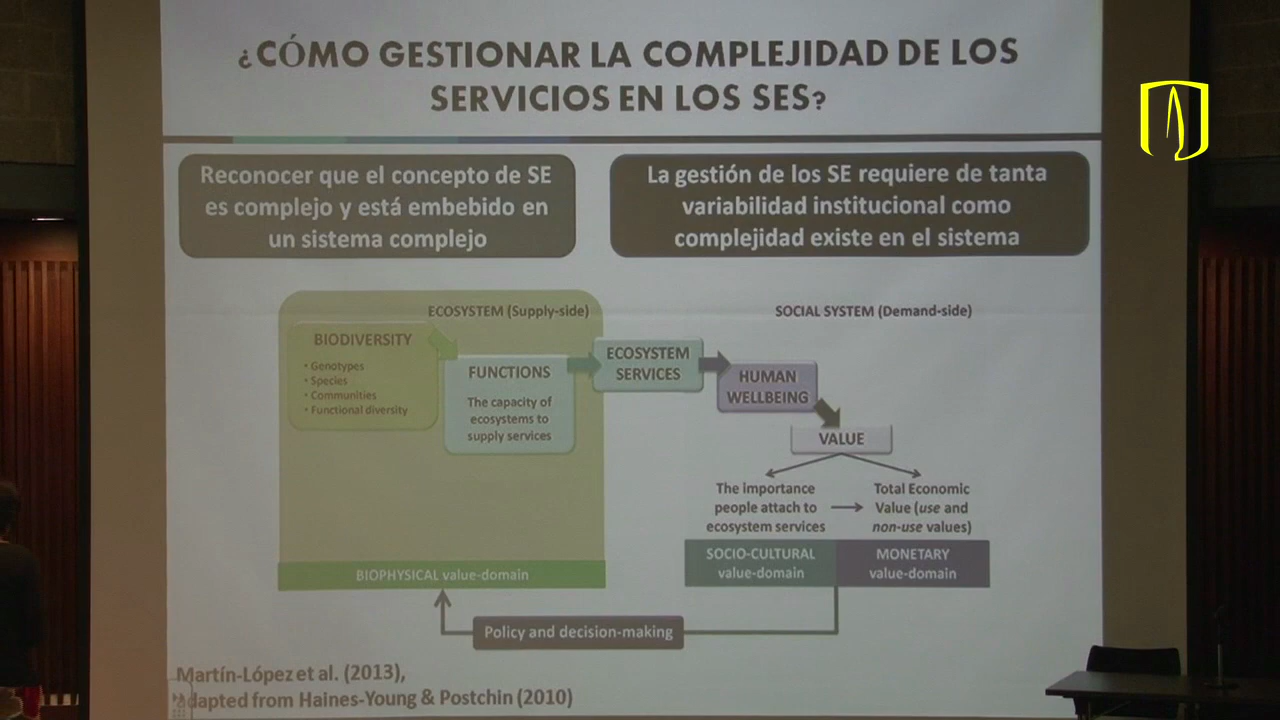 ¿CÓMO GESTIONAR LA COMPLEJIDAD DE LOS
SERVICIOS EN LOS SES?
Reconocer que el concepto de SE
es complejo y está embebido en
un sistema complejo
La gestión de los SE requiere de tanta
variabilidad institucional como
complejidad existe en el sistema
ECOSYSTEM (Supply-side)
SOCIAL SYSTEM (Demand-side)
BIODIVERSITY
• Genotypes
• Species
• Communities
• Functional diversity
FUNCTIONS
The capacity of
ecosystems to
supply services
ECOSYSTEM
SERVICES
HUMAN
WELLBEING
VALUE
The importance
people attach to
ecosystem services
Total Economic
Value (use and
non-use values)
BIOPHYSICAL value-domain
SOCIO-CULTURAL
value-domain
MONETARY
value-domain
Policy and decision-making
Martín-López et al. (2013),
adapted from Haines-Young & Postchin (2010)